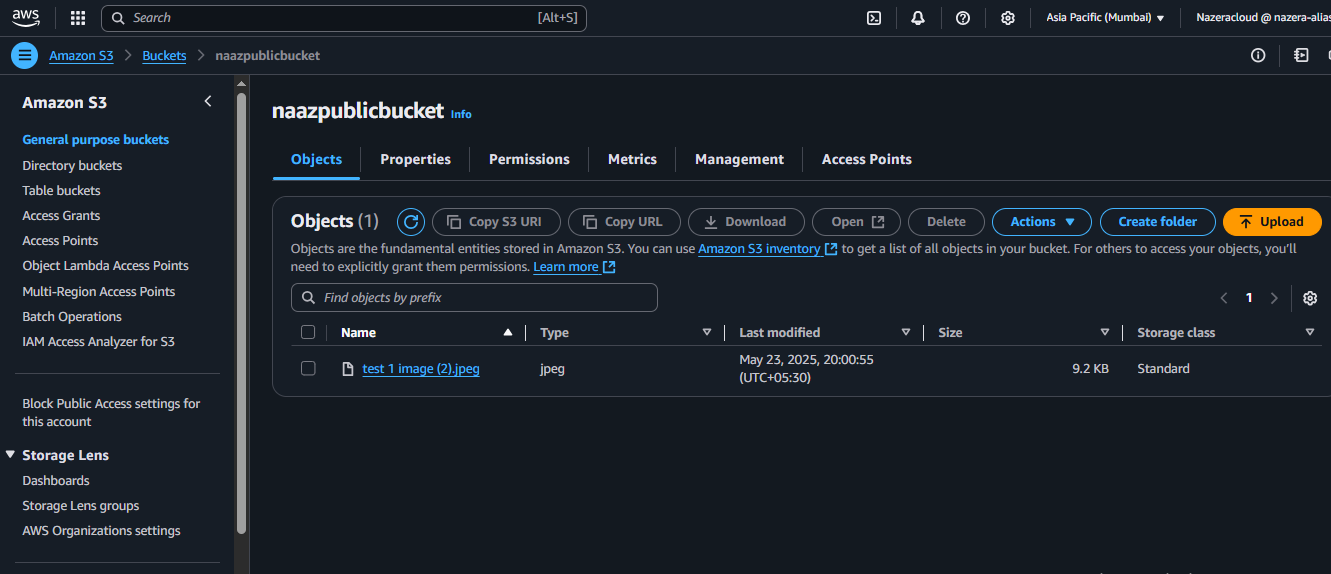 aws Search [Alt+S] Asia Pacific (Mumbai) Nazeracloud @ nazera-alias
Amazon S3 Buckets naazpublicbucket
Amazon S3
General purpose buckets
Directory buckets
Table buckets
Access Grants
Access Points
Object Lambda Access Points
Multi-Region Access Points
Batch Operations
IAM Access Analyzer for S3
Block Public Access settings for
this account
Storage Lens
Dashboards
Storage Lens groups
AWS Organizations settings
naazpublicbucket Info
Objects Properties Permissions Metrics Management Access Points
Objects (1) Copy S3 URI Copy URL Download Open Delete Actions Create folder Upload
Objects are the fundamental entities stored in Amazon S3. You can use Amazon S3 inventory to get a list of all objects in your bucket. For others to access your objects, you'll
need to explicitly grant them permissions. Learn more
Find objects by prefix 1
Name Type Last modified Size Storage class
test 1 image (2).jpeg jpeg May 23, 2025, 20:00:55 9.2 KB Standard
(UTC+05:30)